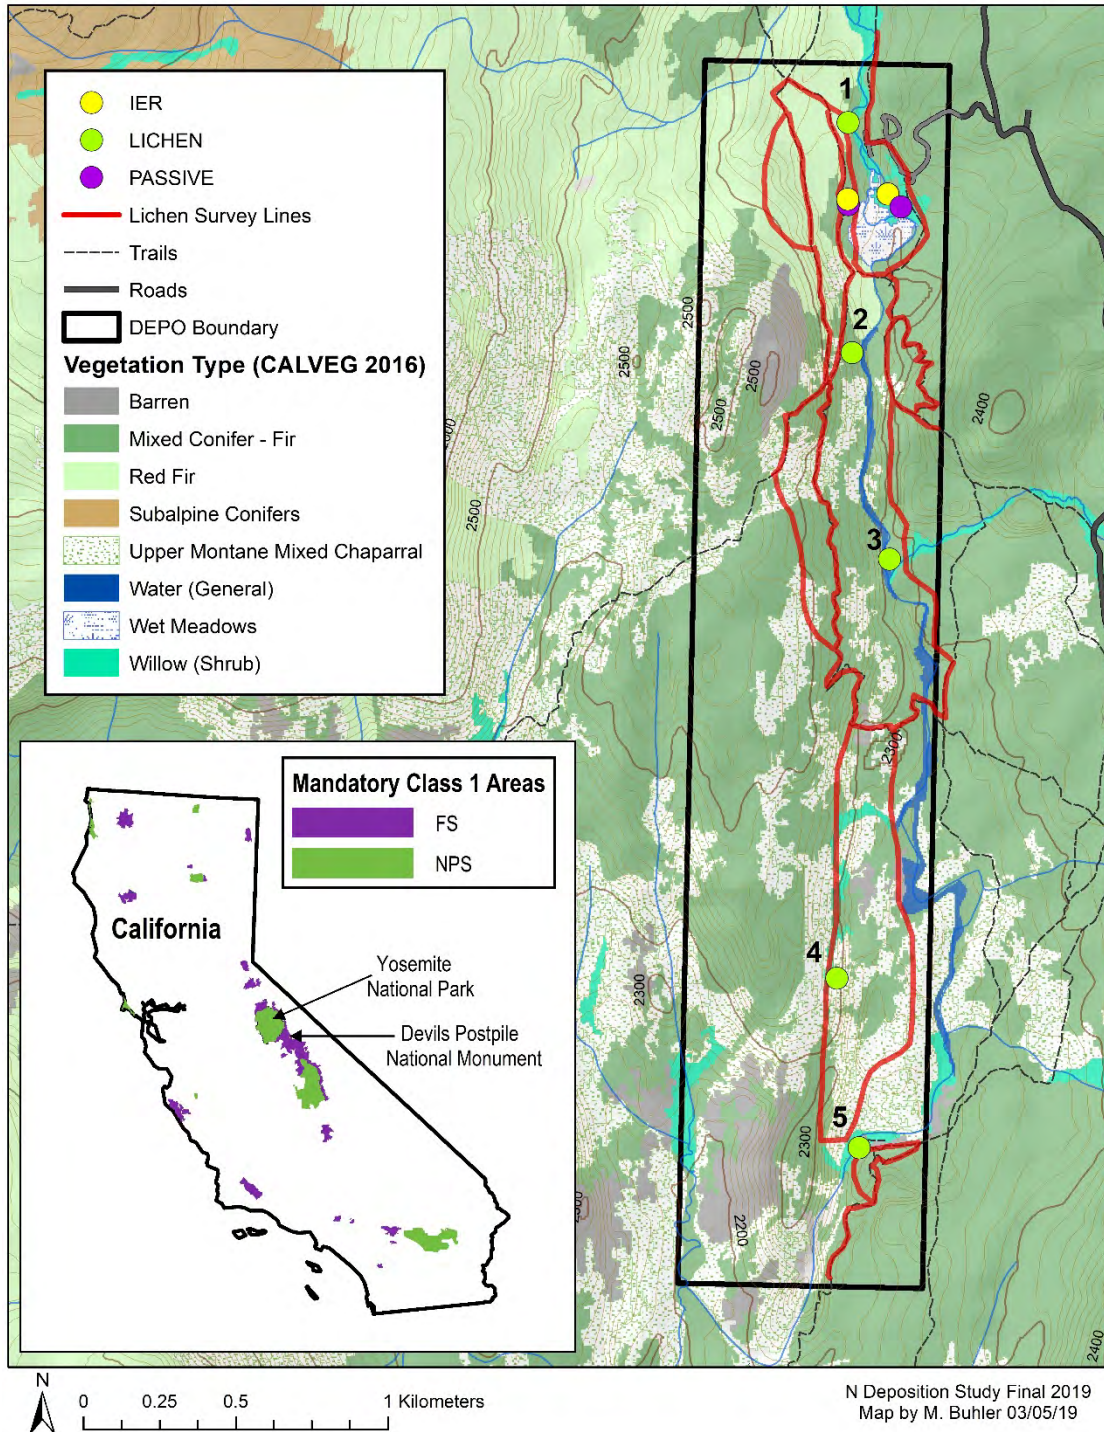 IER
LICHEN
PASSIVE
Lichen Survey Lines
Trails
Roads
DEPO Boundary
Vegetation Type (CALVEG 2016)
Barren
Mixed Conifer - Fir
Red Fir
Subalpine Conifers
Upper Montane Mixed Chaparral
Water (General)
Wet Meadows
Willow (Shrub)
1
2
3
4
5
2500
2500
2500
2500
2500
2400
2300
2300
2300
2200
2400
Mandatory Class 1 Areas
FS
NPS
California
Yosemite
National Park
Devils Postpile
National Monument
N
0 0.25 0.5 1 Kilometers
N Deposition Study Final 2019
Map by M. Buhler 03/05/19